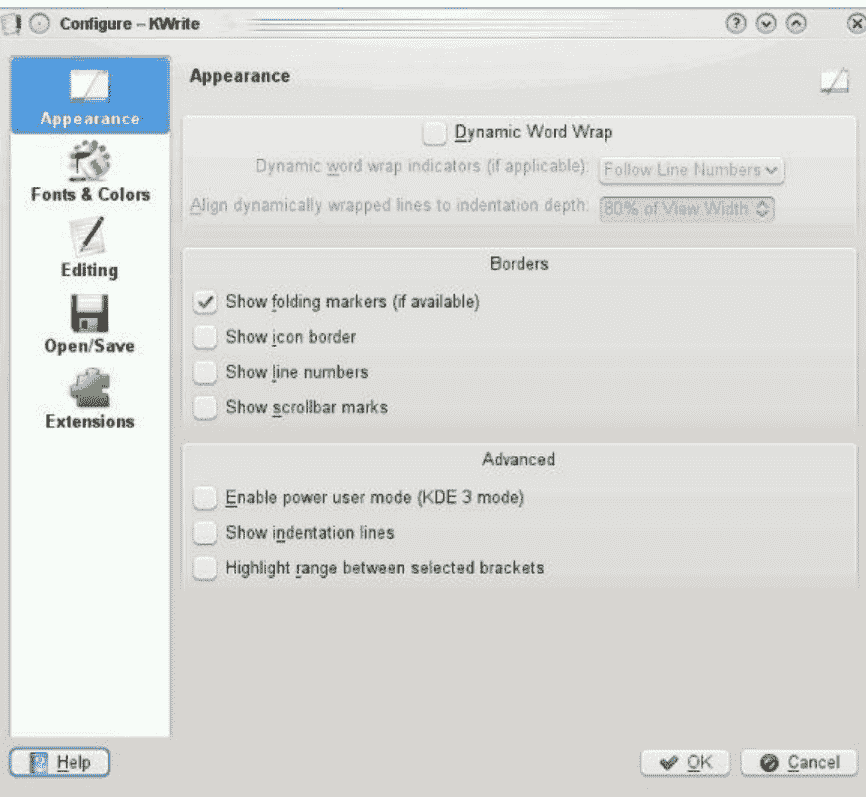 Configure – KWrite
Appearance
Fonts & Colors
Editing
Open/Save
Extensions
Appearance
Dynamic Word Wrap
Dynamic word wrap indicators (if applicable): Follow Line Numbers
Align dynamically wrapped lines to indentation depth: 80% of View Width
Borders
Show folding markers (if available)
Show icon border
Show line numbers
Show scrollbar marks
Advanced
Enable power user mode (KDE 3 mode)
Show indentation lines
Highlight range between selected brackets
Help
OK
Cancel